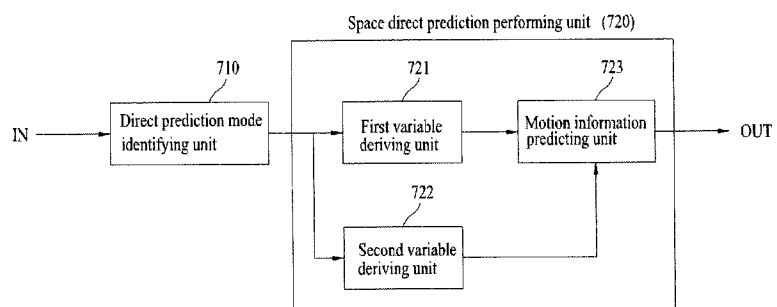 Space direct prediction performing unit (720)
710
721
723
IN
Direct prediction mode
identifying unit
First variable
deriving unit
Motion information
predicting unit
OUT
722
Second variable
deriving unit